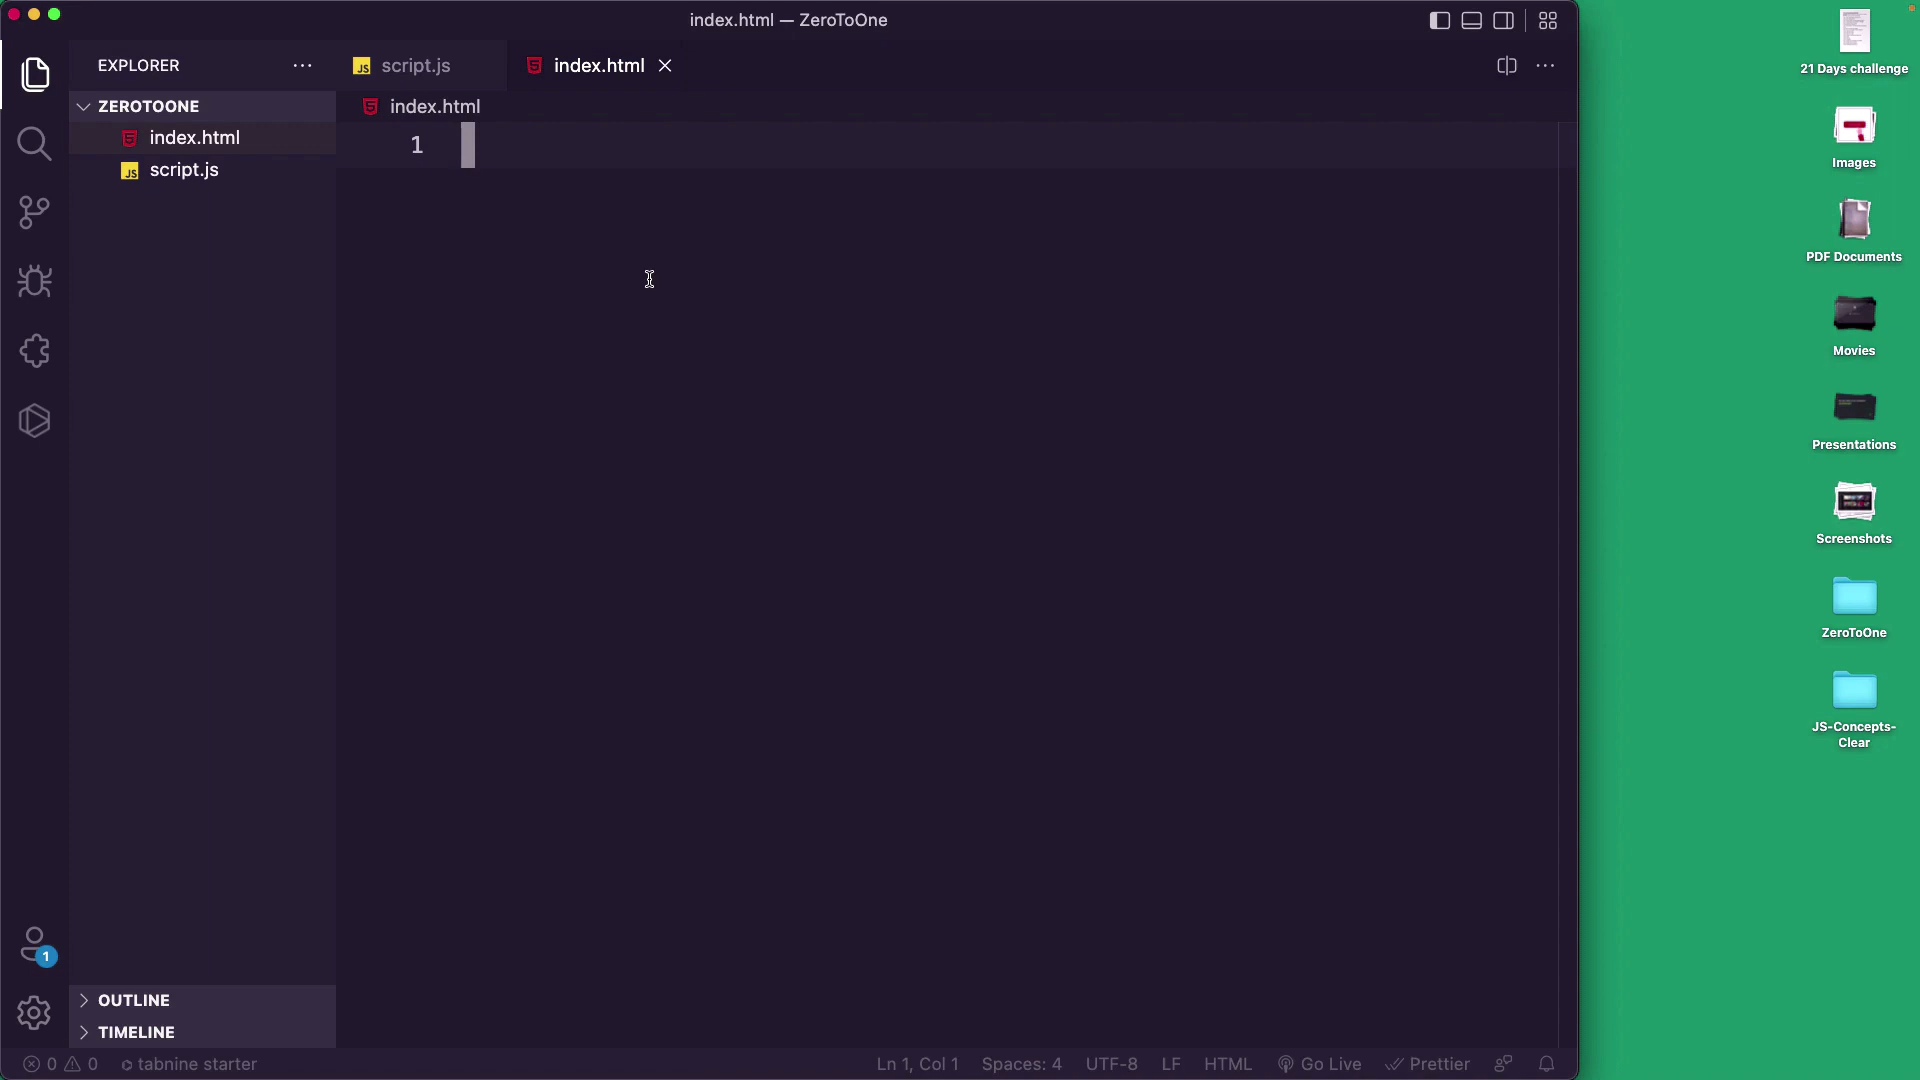 index.html — ZeroToOne
EXPLORER
script.js
index.html
ZEROTOONE
index.html
index.html
script.js
1
1
OUTLINE
TIMELINE
0 0 tabnine starter
Ln 1, Col 1 Spaces: 4 UTF-8 LF HTML Go Live Prettier
21 Days challenge
Images
PDF Documents
Movies
Presentations
Screenshots
ZeroToOne
JS-Concepts-
Clear